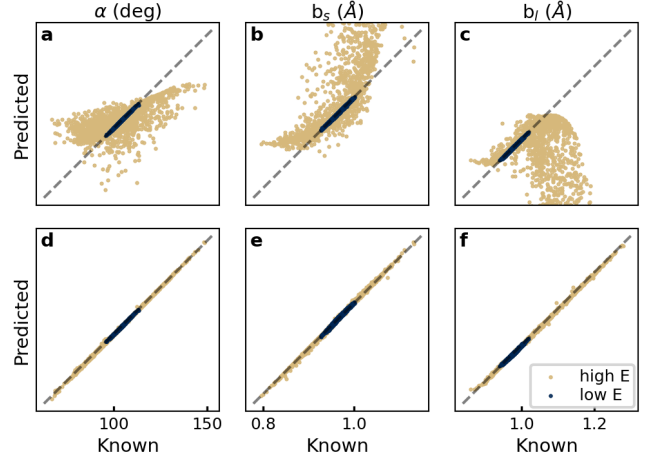 α (deg) b_s (Å) b_l (Å)
a b c
Predicted
d e f
Predicted
high E
low E
100 150 0.8 1.0 1.0 1.2
Known Known Known